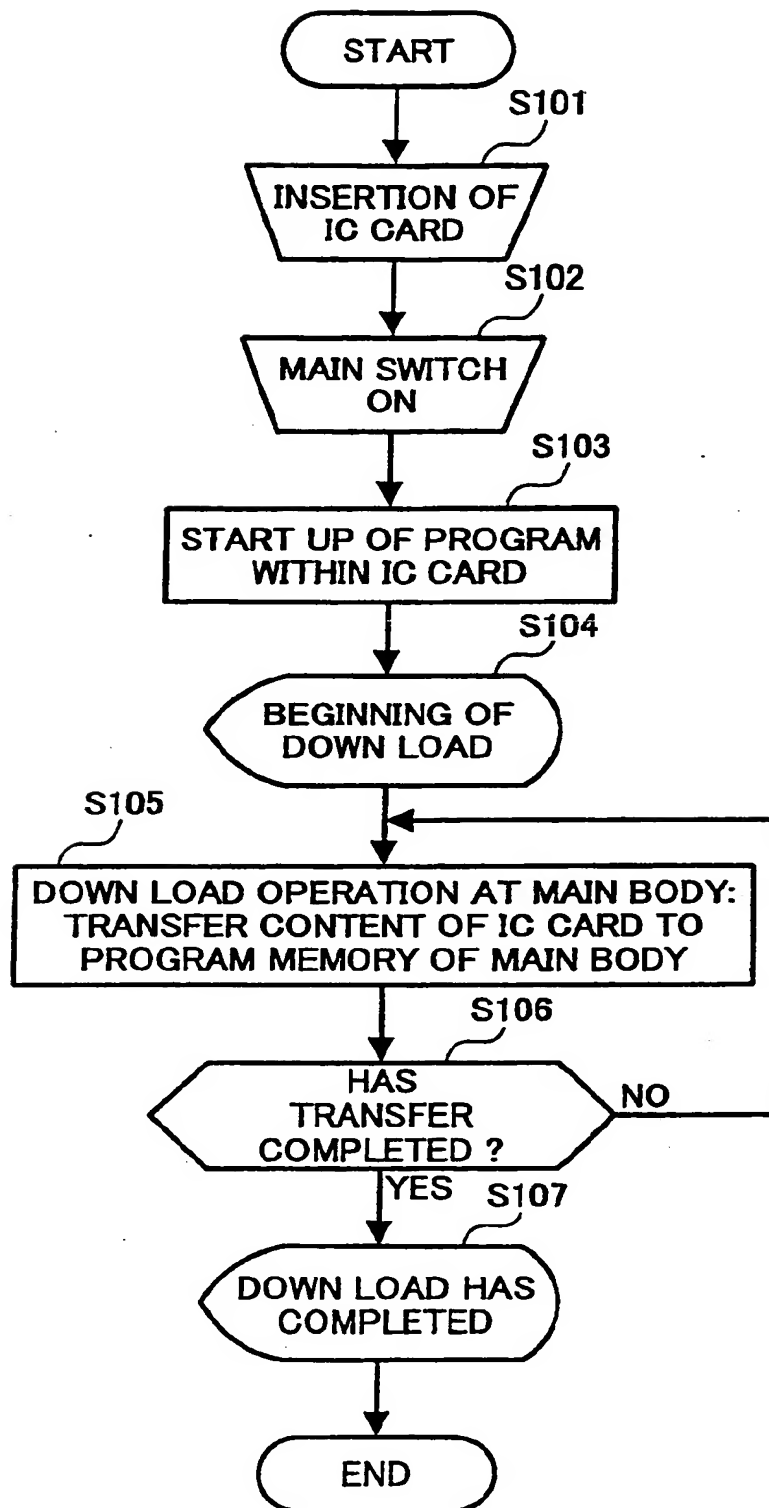 START
S101
INSERTION OF
IC CARD
S102
MAIN SWITCH
ON
S103
START UP OF PROGRAM
WITHIN IC CARD
S104
BEGINNING OF
DOWN LOAD
S105
DOWN LOAD OPERATION AT MAIN BODY:
TRANSFER CONTENT OF IC CARD TO
PROGRAM MEMORY OF MAIN BODY
S106
HAS
TRANSFER
COMPLETED ?
NO
YES
S107
DOWN LOAD HAS
COMPLETED
END